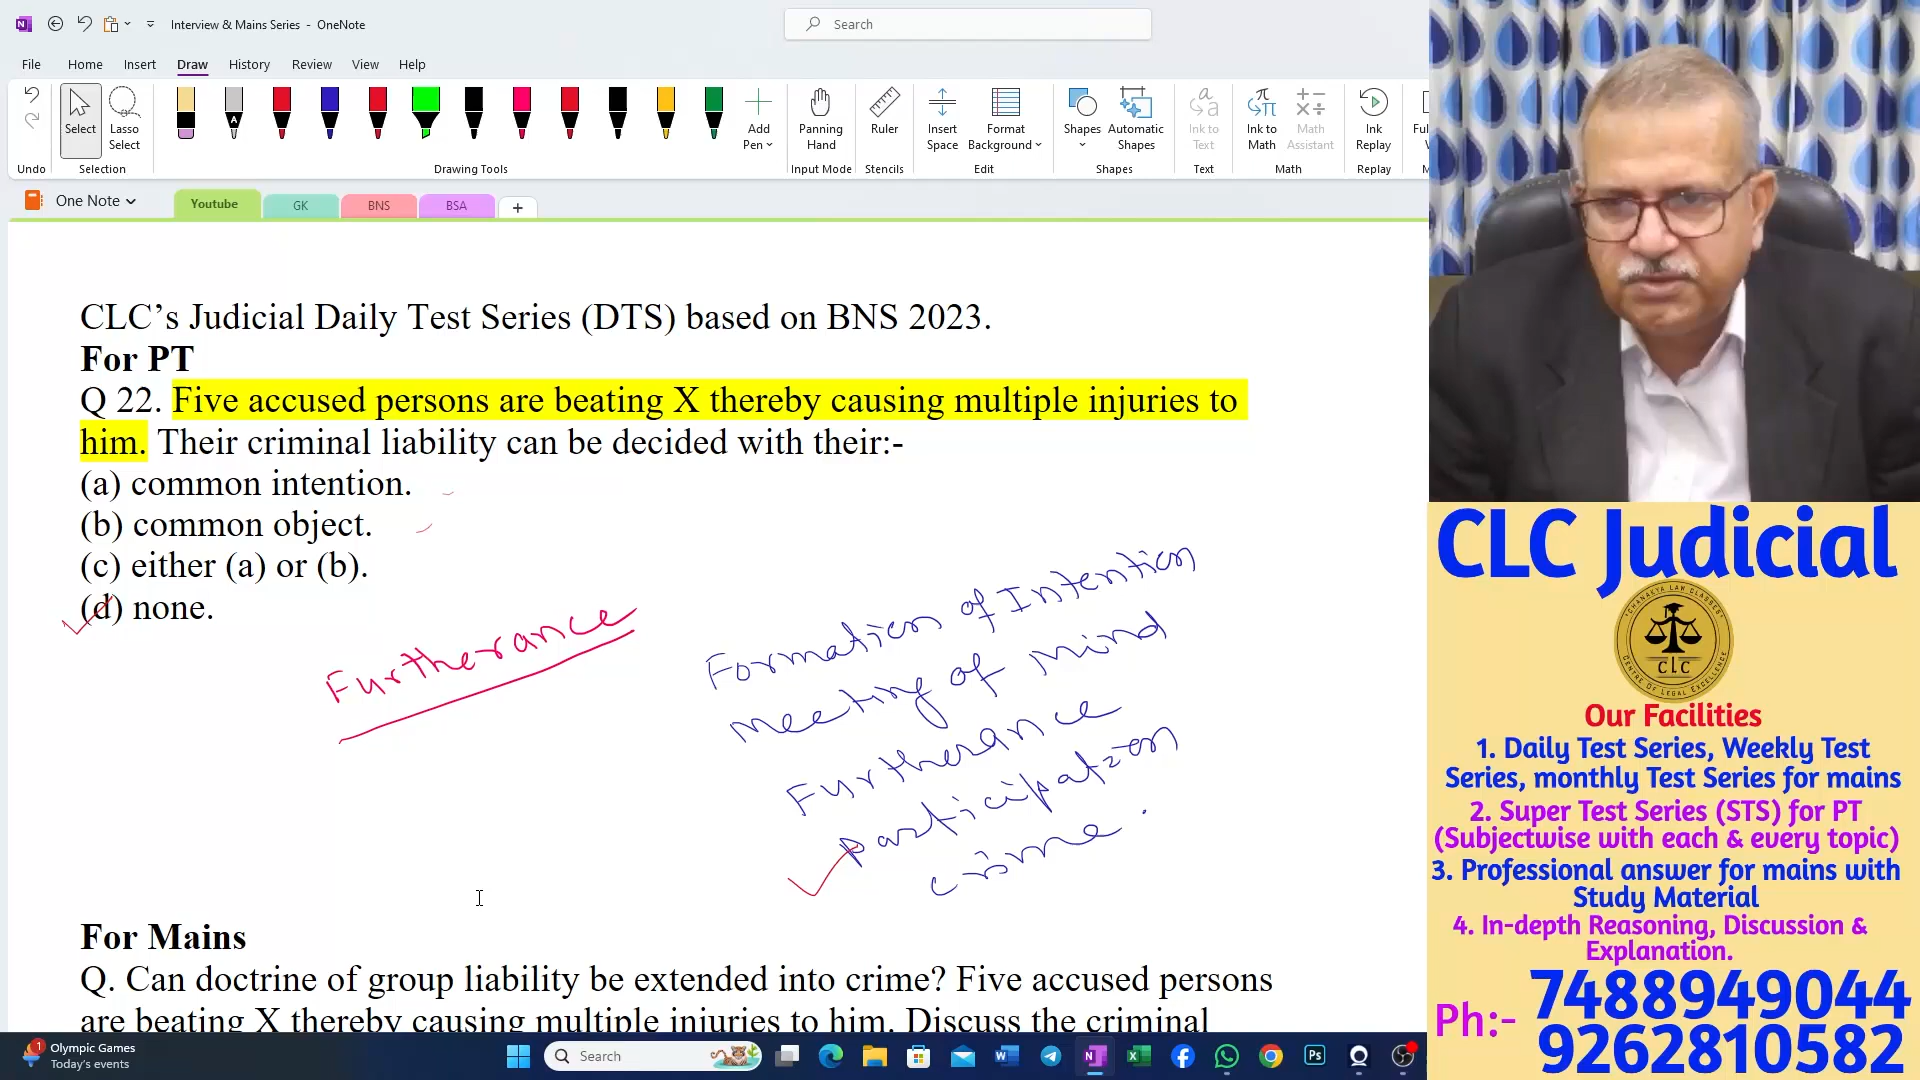 Interview & Mains Series - OneNote
Search
File Home Insert Draw History Review View Help
Undo
Select
Lasso Select
Selection
Drawing Tools
Add Pen
Panning Hand
Input Mode
Ruler
Stencils
Insert Space
Format Background
Edit
Shapes
Automatic Shapes
Shapes
Ink to Text
Text
Ink to Math
Math Assistant
Math
Ink Replay
Replay
One Note
Youtube
GK
BNS
BSA
CLC’s Judicial Daily Test Series (DTS) based on BNS 2023.
For PT
Q 22. Five accused persons are beating X thereby causing multiple injuries to
him. Their criminal liability can be decided with their:-
(a) common intention.
(b) common object.
(c) either (a) or (b).
(d) none.
Furtherance
Formation of Intention
meeting of mind
Furtherance
participation
crime.
For Mains
Q. Can doctrine of group liability be extended into crime? Five accused persons
are beating X thereby causing multiple injuries to him. Discuss the criminal
CLC Judicial
CHANAKYA LAW CLASSES
clc
CENTRE OF LEGAL EXCELLENCE
Our Facilities
1. Daily Test Series, Weekly Test
Series, monthly Test Series for mains
2. Super Test Series (STS) for PT
(Subjectwise with each & every topic)
3. Professional answer for mains with
Study Material
4. In-depth Reasoning, Discussion &
Explanation.
Ph:- 7488949044
9262810582
1
Olympic Games
Today's events
Search